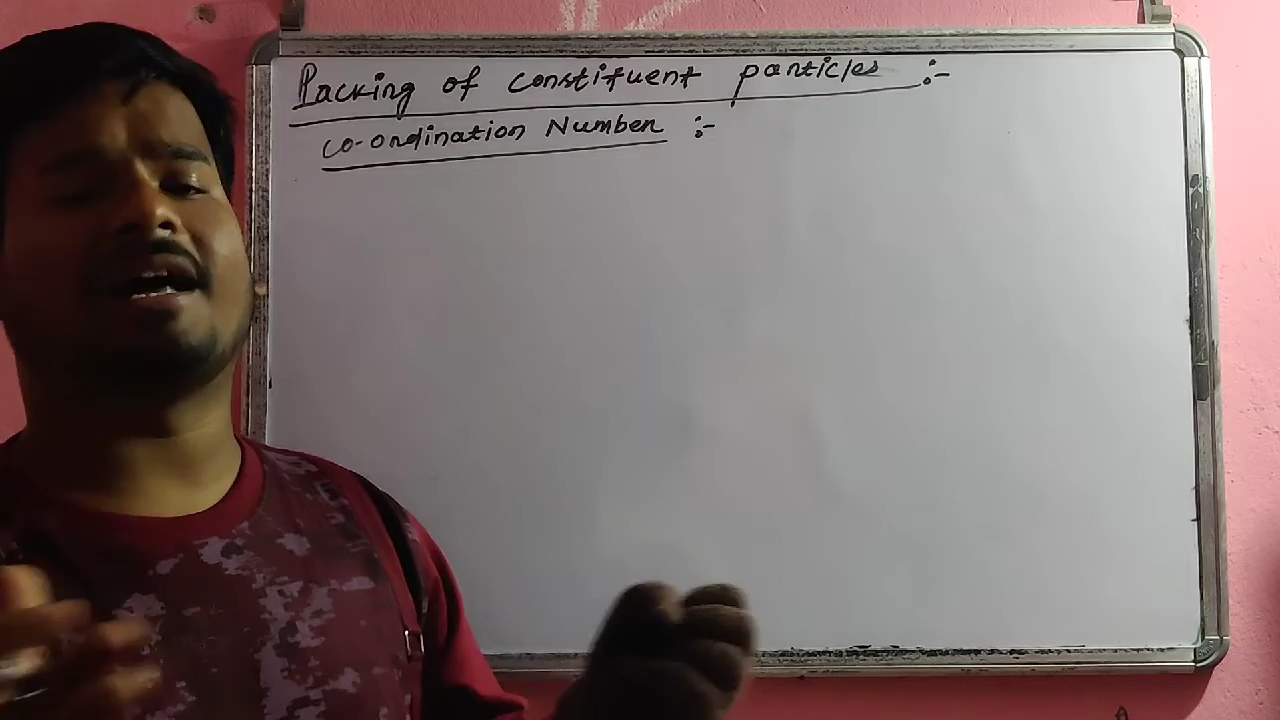 Packing of constituent particles :-
co-ordination Number :-